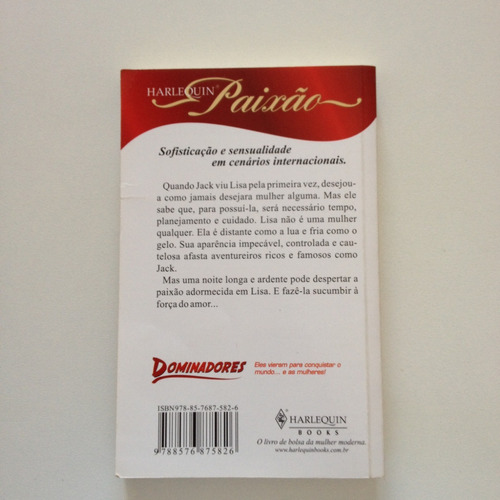 HARLEQUIN® Paixão
Sofisticação e sensualidade
em cenários internacionais.
Quando Jack viu Lisa pela primeira vez, desejou-
a como jamais desejara mulher alguma. Mas ele
sabe que, para possuí-la, será necessário tempo,
planejamento e cuidado. Lisa não é uma mulher
qualquer. Ela é distante como a lua e fria como o
gelo. Sua aparência impecável, controlada e cau-
telosa afasta aventureiros ricos e famosos como
Jack.
Mas uma noite longa e ardente pode despertar a
paixão adormecida em Lisa. E fazê-la sucumbir à
força do amor...
DOMINADORES
Eles vieram para conquistar o
mundo... e as mulheres!
ISBN978-85-7687-582-6
9788576875826
HARLEQUIN
BOOKS
O livro de bolsa da mulher moderna.
www.harlequinbooks.com.br